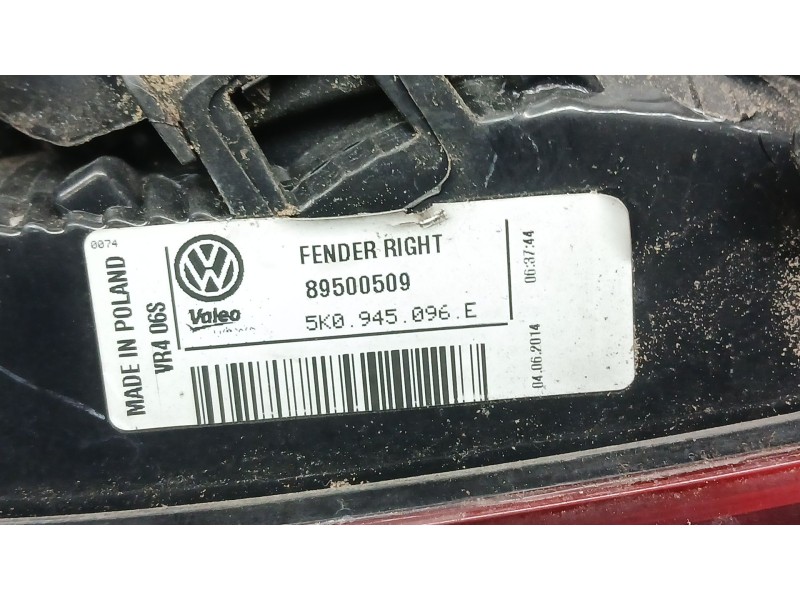 0074
MADE IN POLAND
VR4 06S
Valeo
FENDER RIGHT
89500509
5K0.945.096.E
06:37:44
04.06.2014